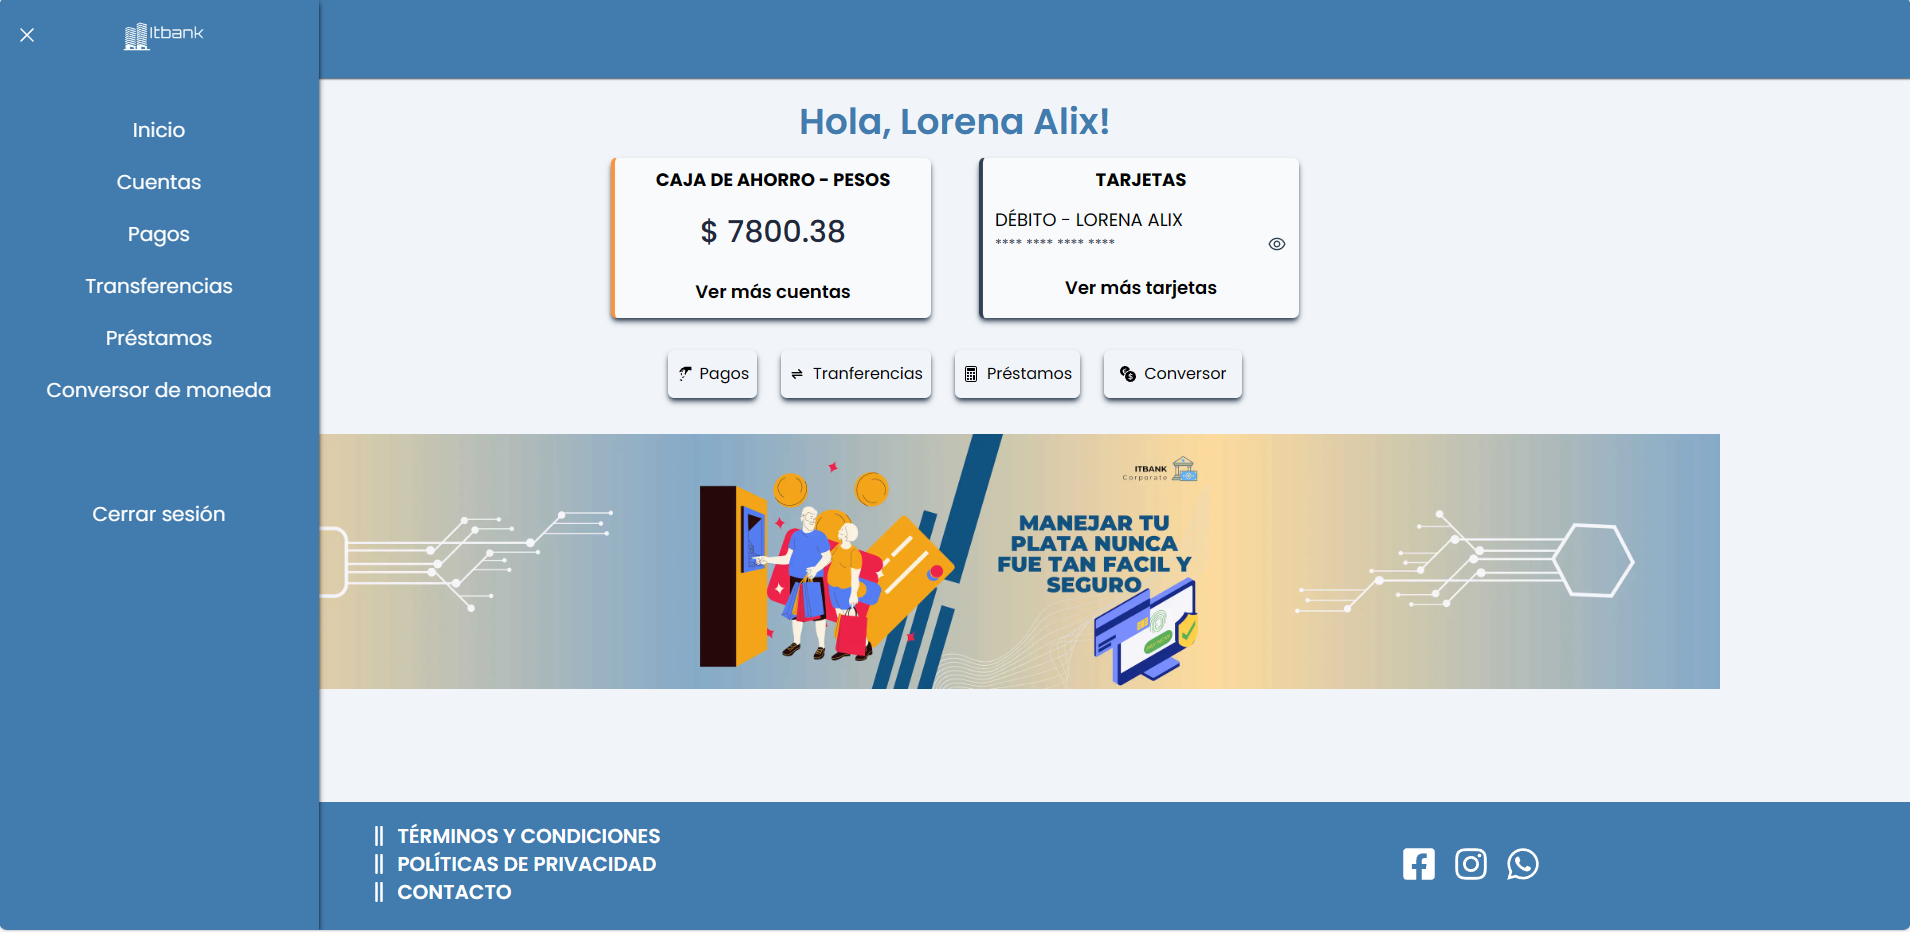 Itbank
Inicio
Cuentas
Pagos
Transferencias
Préstamos
Conversor de moneda
Cerrar sesión
Hola, Lorena Alix!
CAJA DE AHORRO - PESOS
$ 7800.38
Ver más cuentas
TARJETAS
DÉBITO - LORENA ALIX
**** **** **** ****
Ver más tarjetas
Pagos
Tranferencias
Préstamos
Conversor
ITBANK
Corporate
MANEJAR TU
PLATA NUNCA
FUE TAN FACIL Y
SEGURO
|| TÉRMINOS Y CONDICIONES
|| POLÍTICAS DE PRIVACIDAD
|| CONTACTO